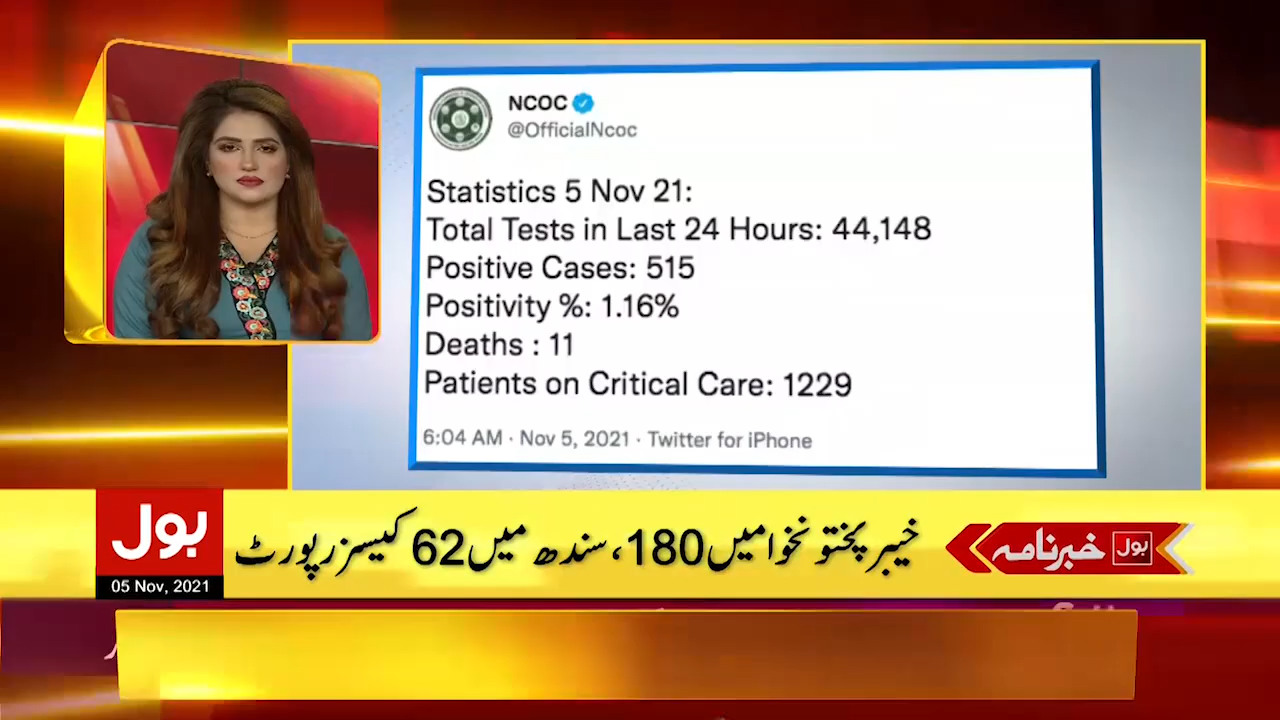 NCOC
@OfficialNcoc
Statistics 5 Nov 21:
Total Tests in Last 24 Hours: 44,148
Positive Cases: 515
Positivity %: 1.16%
Deaths : 11
Patients on Critical Care: 1229
6:04 AM · Nov 5, 2021 · Twitter for iPhone
بول خبرنامہ
خیبر پختونخوا میں 180، سندھ میں 62 کیسز رپورٹ
بول
05 Nov, 2021